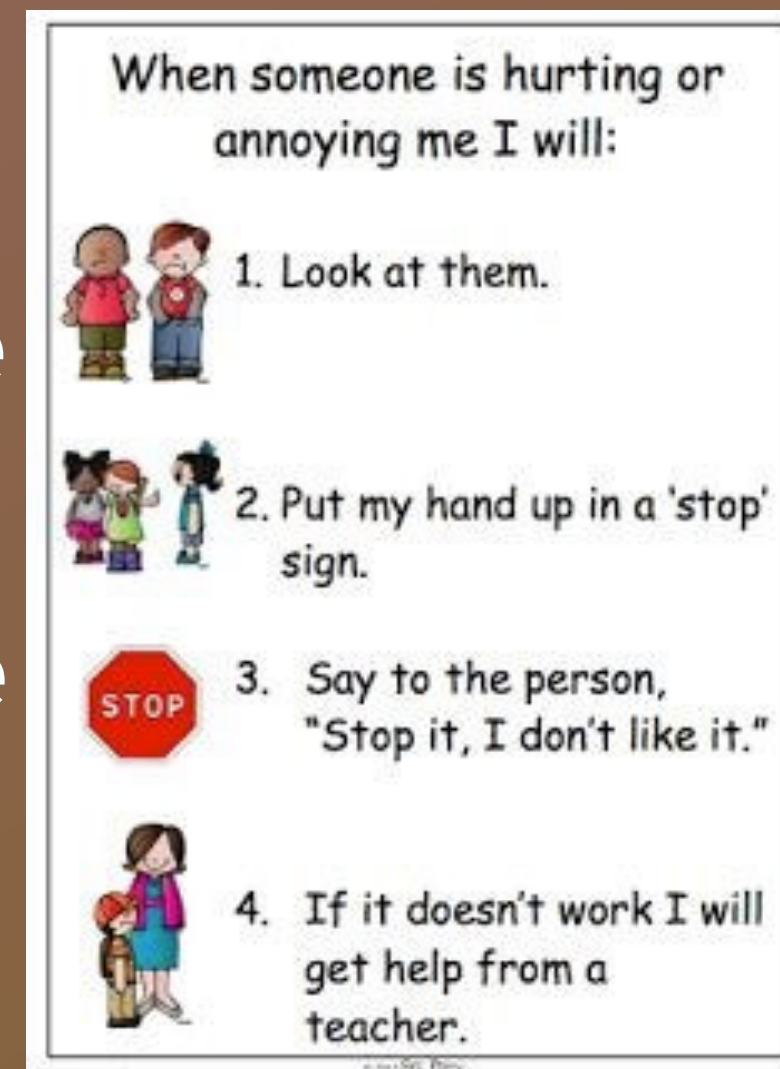 When someone is hurting or
annoying me I will:
1. Look at them.
2. Put my hand up in a 'stop'
sign.
STOP
3. Say to the person,
"Stop it, I don't like it."
4. If it doesn't work I will
get help from a
teacher.